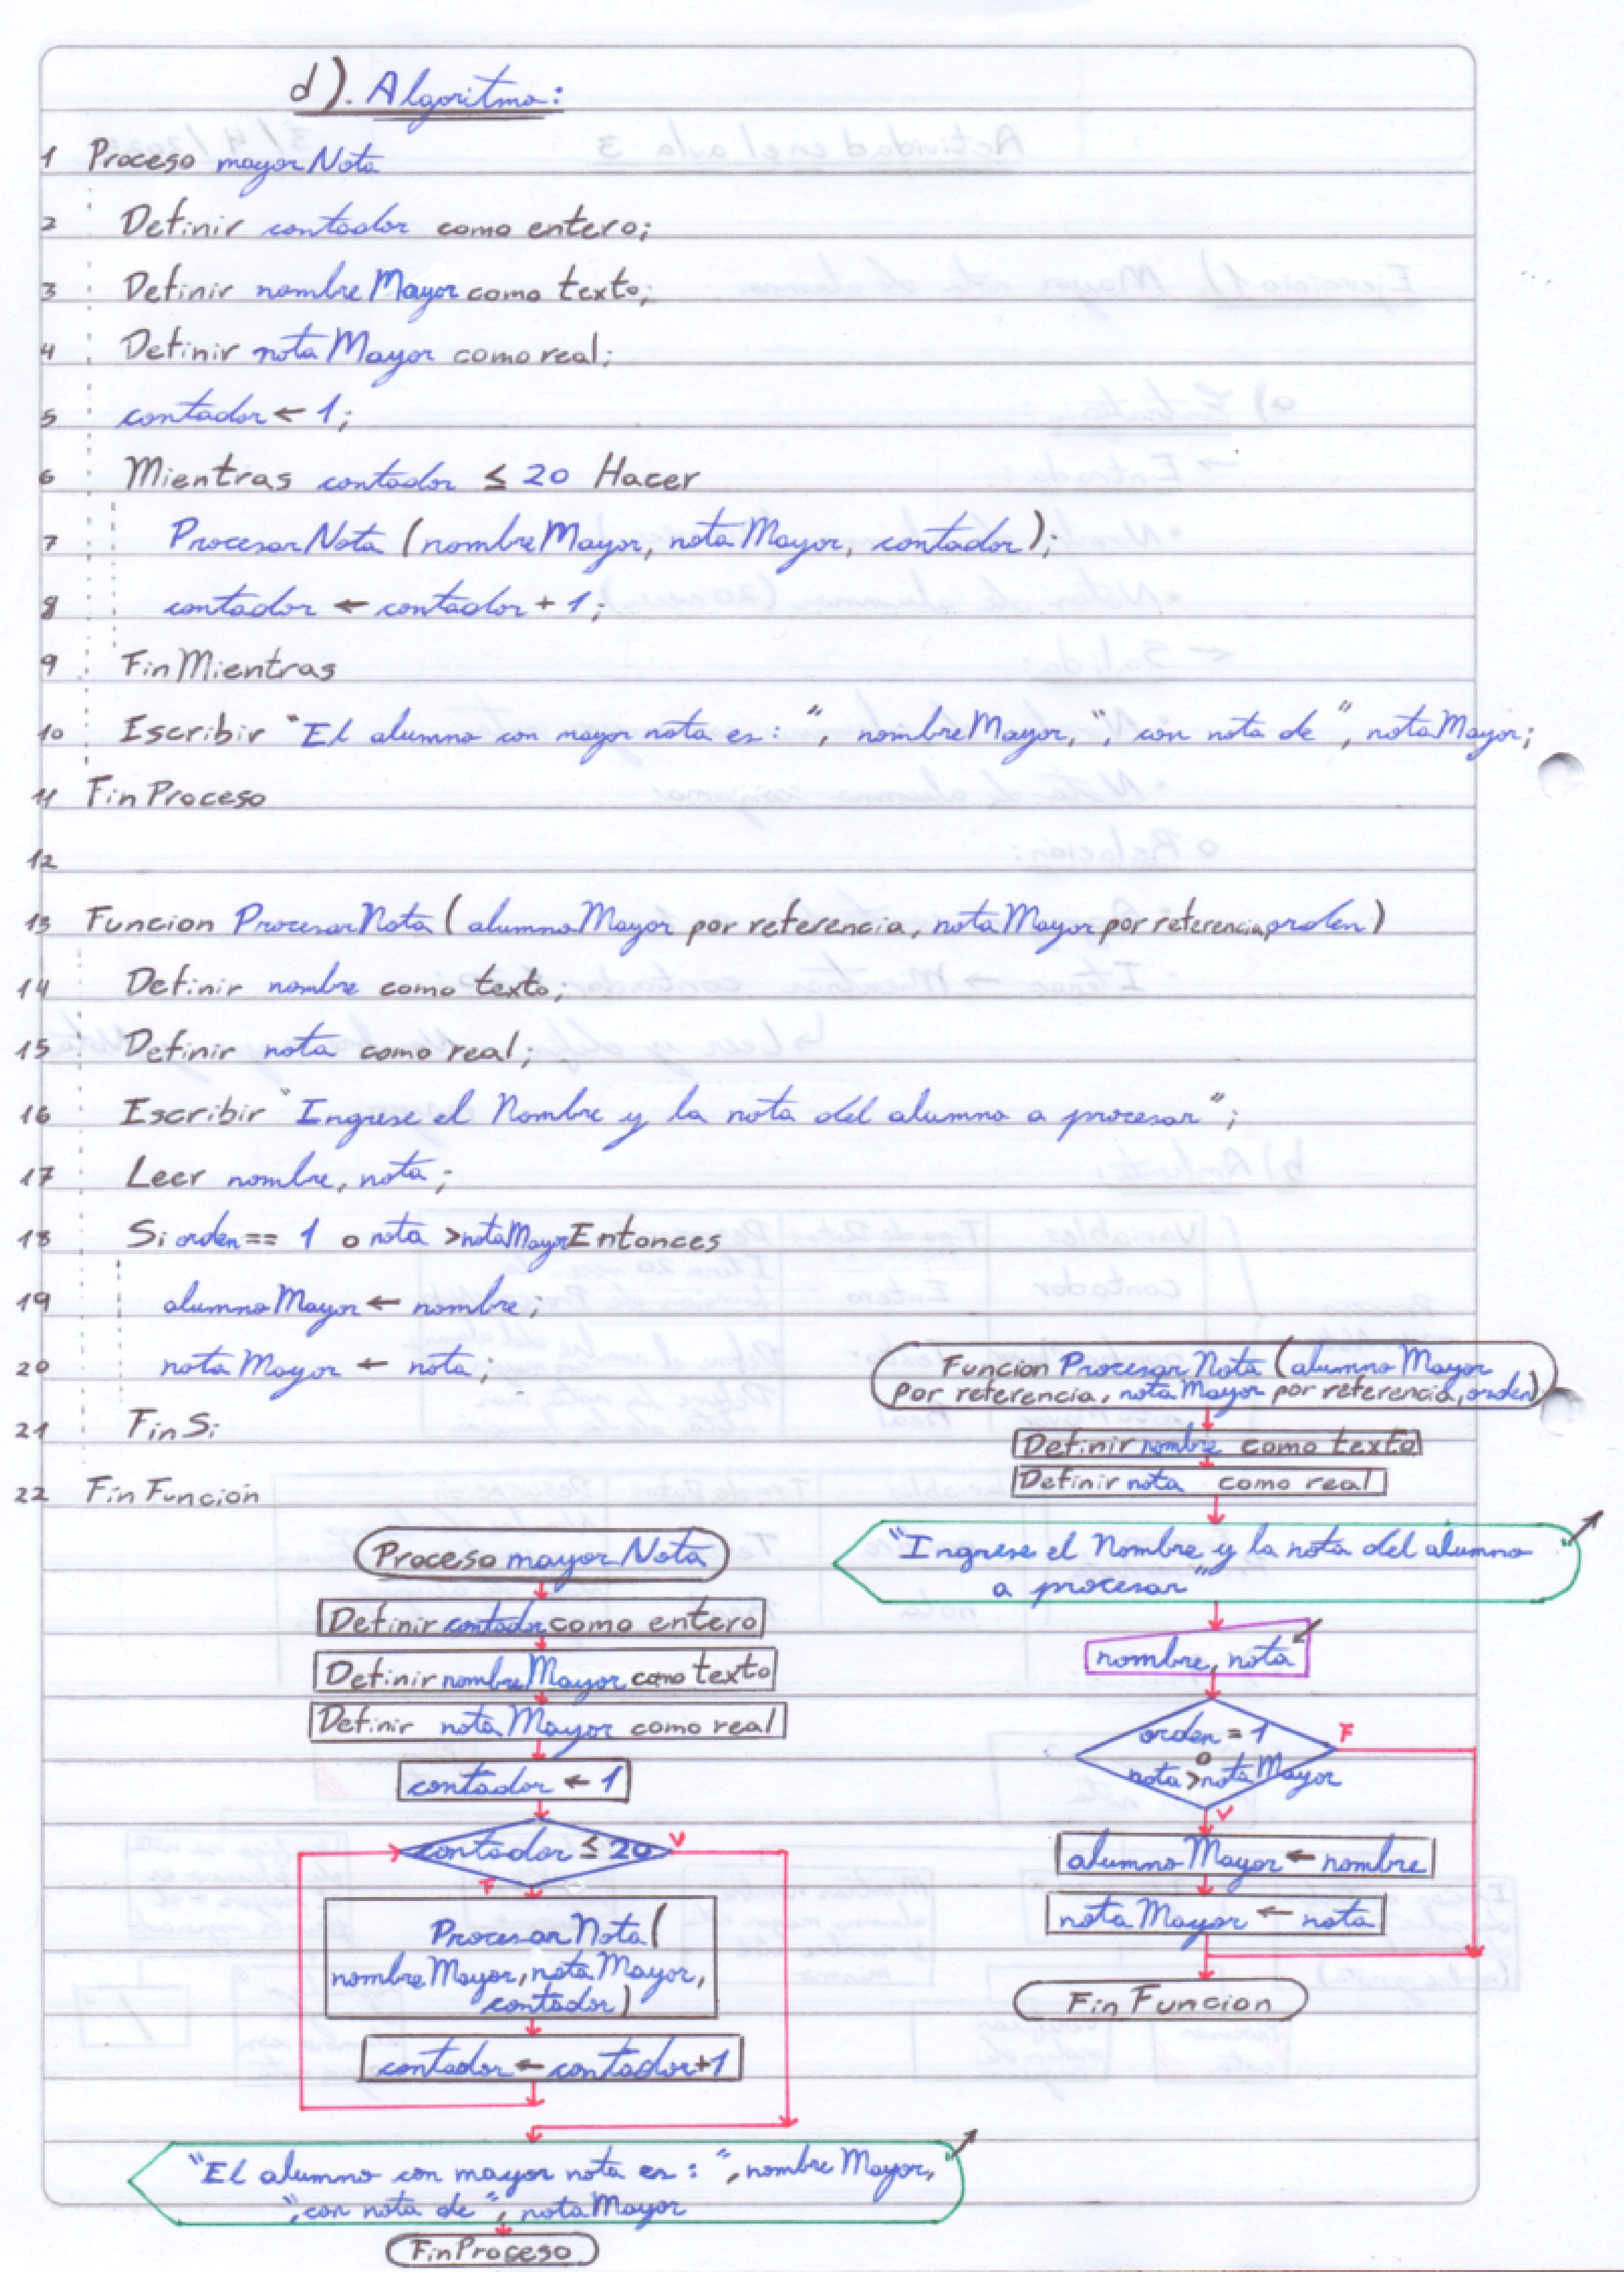 d). Algoritmo:
1 Proceso mayorNota
2 Definir contador como entero;
3 Definir nombreMayor como texto;
4 Definir notaMayor como real;
5 contador ← 1;
6 Mientras contador ≤ 20 Hacer
7 ProcesarNota (nombreMayor, notaMayor, contador);
8 contador ← contador + 1;
9 FinMientras
10 Escribir "El alumno con mayor nota es: ", nombreMayor, ", con nota de ", notaMayor;
11 FinProceso
12
13 Funcion ProcesarNota (alumnoMayor por referencia, notaMayor por referencia, orden)
14 Definir nombre como texto;
15 Definir nota como real;
16 Escribir "Ingrese el Nombre y la nota del alumno a procesar";
17 Leer nombre, nota;
18 Si orden == 1 o nota > notaMayor Entonces
19 alumnoMayor ← nombre;
20 notaMayor ← nota;
21 FinSi
22 FinFunción
Proceso mayorNota
Definir contador como entero
Definir nombreMayor como texto
Definir notaMayor como real
contador ← 1
contador ≤ 20
V
F
ProcesarNota (
nombreMayor, notaMayor,
contador)
contador ← contador+1
"El alumno con mayor nota es: ", nombreMayor,
", con nota de ", notaMayor
FinProceso
Funcion ProcesarNota (alumnoMayor
por referencia, notaMayor por referencia, orden)
Definir nombre como texto
Definir nota como real
"Ingrese el Nombre y la nota del alumno
a procesar"
nombre, nota
orden = 1
o
nota > notaMayor
F
V
alumnoMayor ← nombre
notaMayor ← nota
Fin Funcion